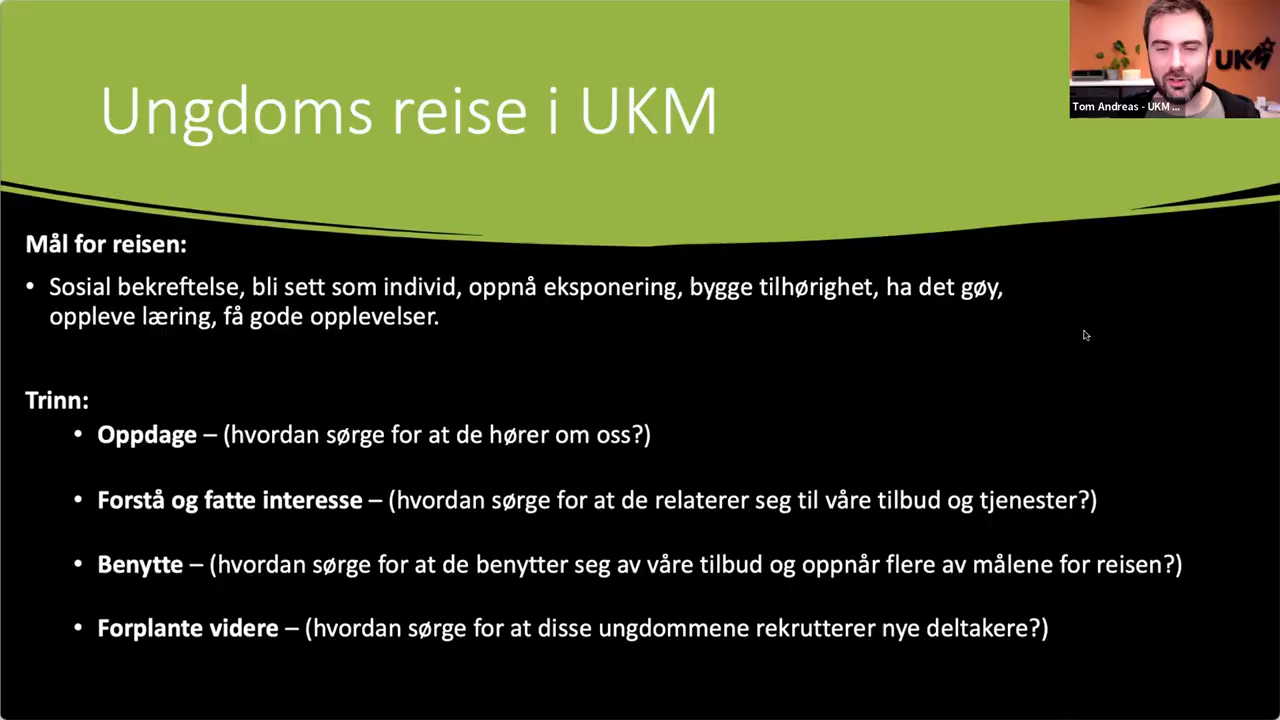 Ungdoms reise i UKM
UKM
Tom Andreas - UKM ...
Mål for reisen:
• Sosial bekreftelse, bli sett som individ, oppnå eksponering, bygge tilhørighet, ha det gøy,
oppleve læring, få gode opplevelser.
Trinn:
• Oppdage – (hvordan sørge for at de hører om oss?)
• Forstå og fatte interesse – (hvordan sørge for at de relaterer seg til våre tilbud og tjenester?)
• Benytte – (hvordan sørge for at de benytter seg av våre tilbud og oppnår flere av målene for reisen?)
• Forplante videre – (hvordan sørge for at disse ungdommene rekrutterer nye deltakere?)